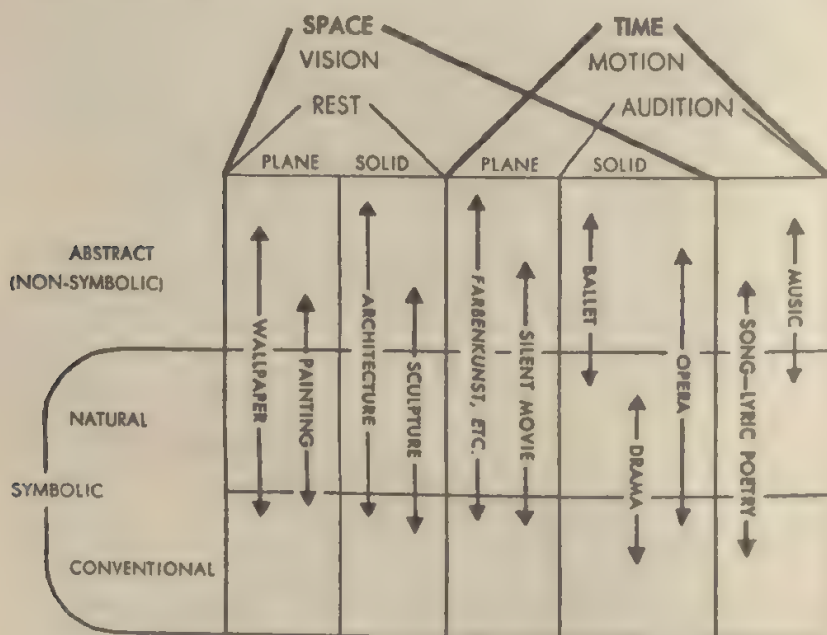 SPACE TIME
VISION MOTION
REST AUDITION
PLANE SOLID PLANE SOLID
ABSTRACT
(NON-SYMBOLIC)
WALLPAPER
PAINTING
ARCHITECTURE
SCULPTURE
FARBENKUNST, ETC.
SILENT MOVIE
BALLET
DRAMA
OPERA
SONG—LYRIC POETRY
MUSIC
NATURAL
SYMBOLIC
CONVENTIONAL